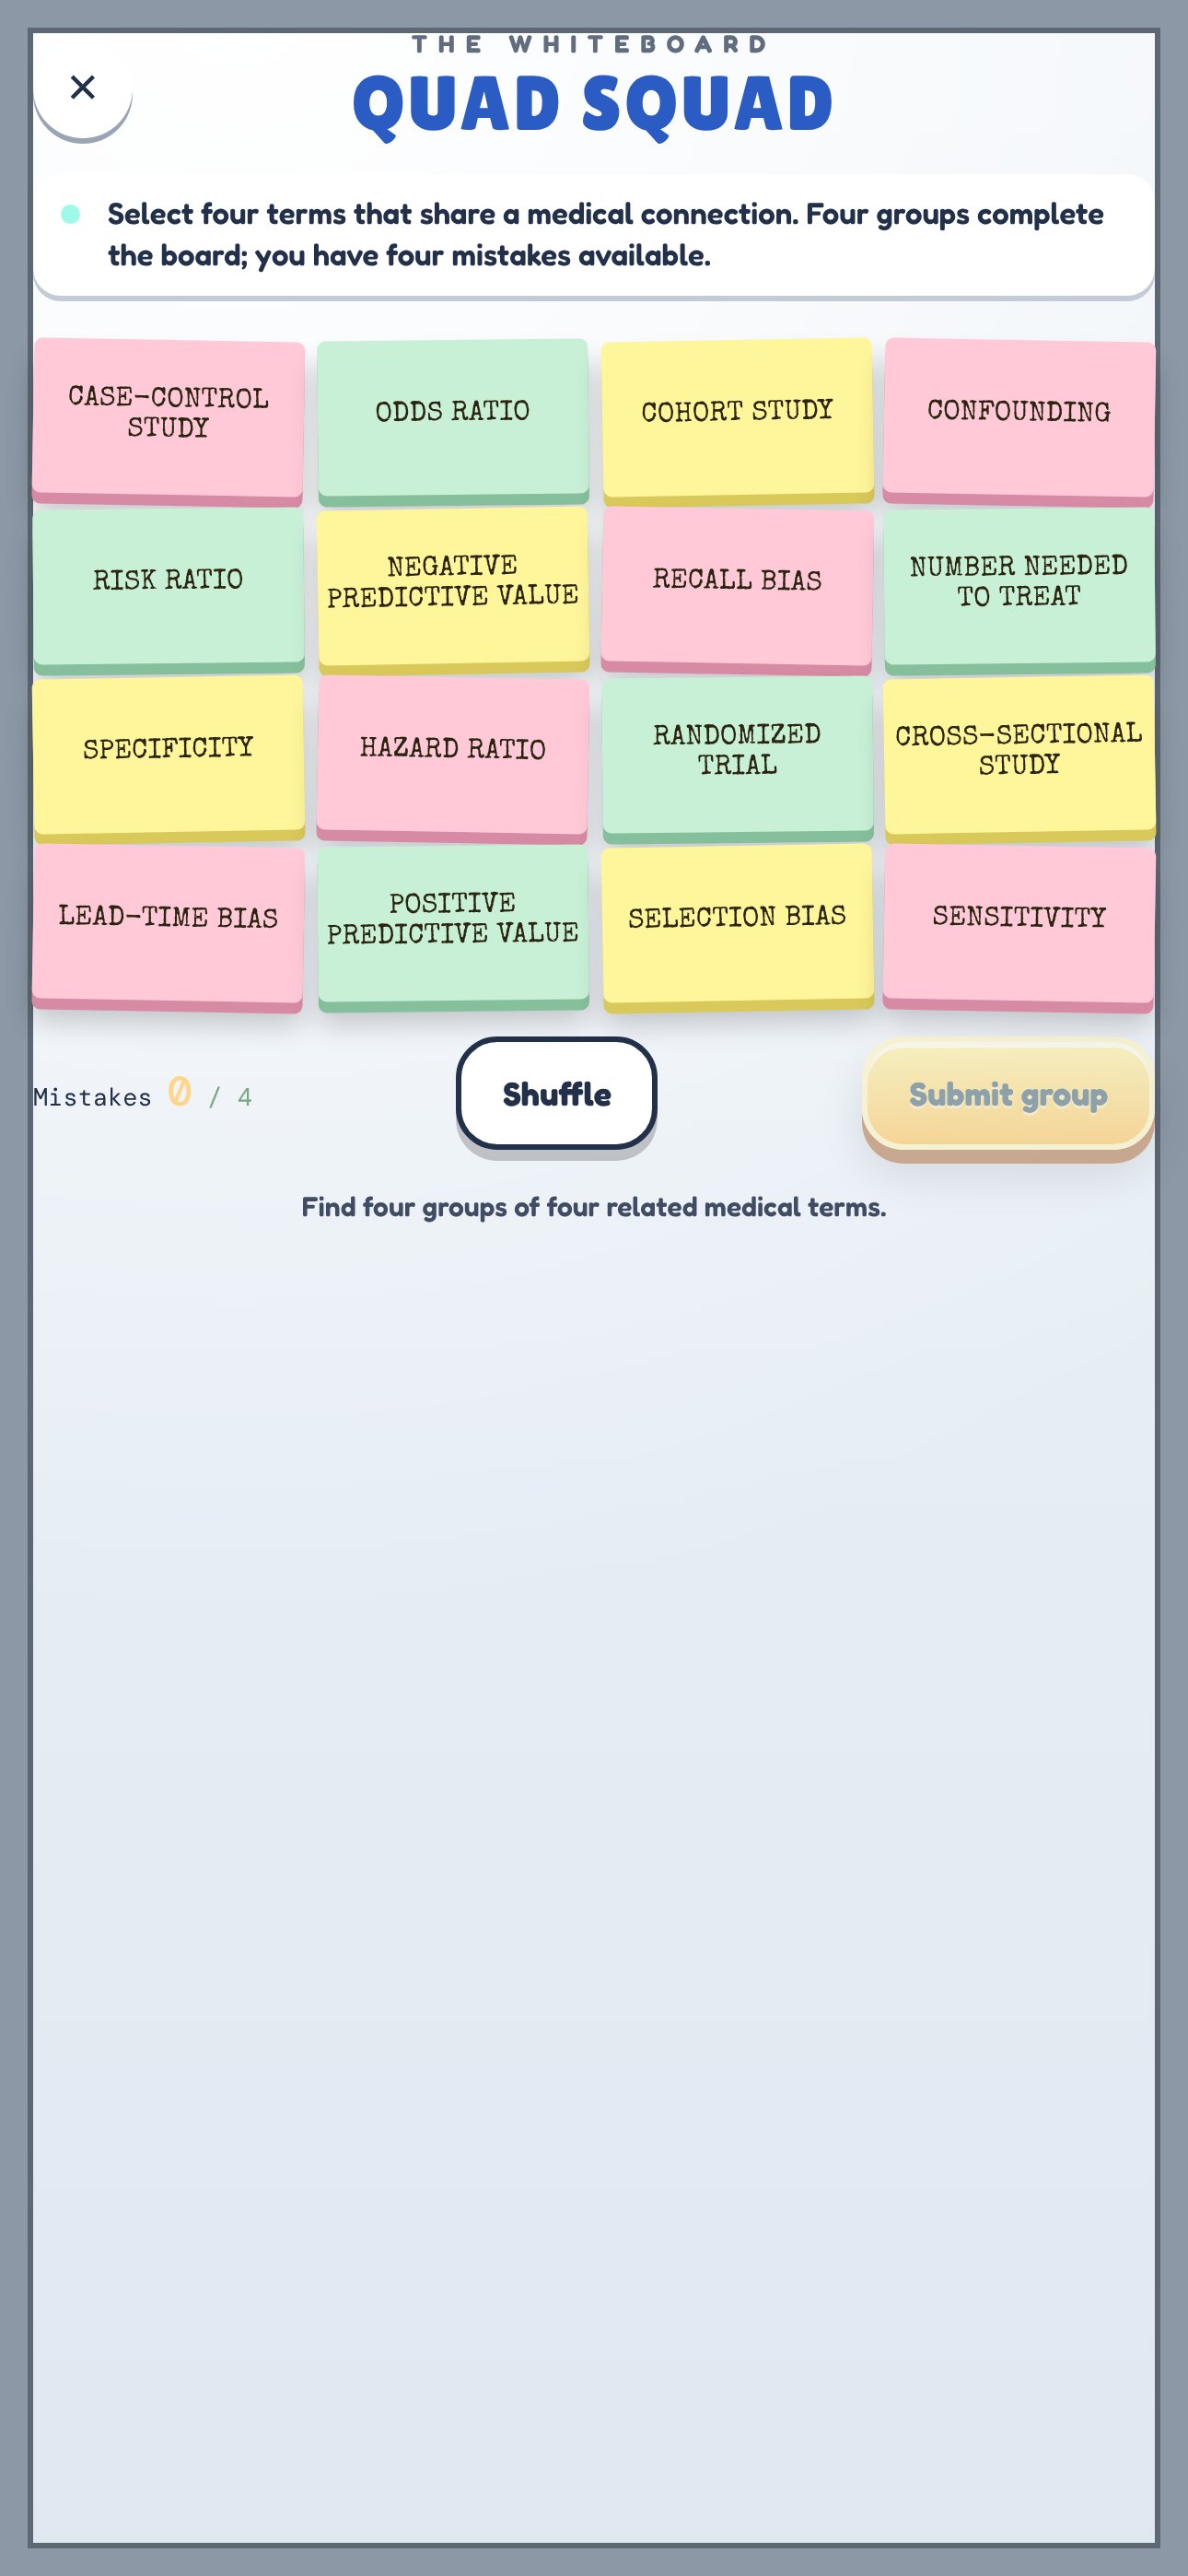 THE WHITEBOARD
QUAD SQUAD
Select four terms that share a medical connection. Four groups complete
the board; you have four mistakes available.
CASE-CONTROL
STUDY
ODDS RATIO
COHORT STUDY
CONFOUNDING
RISK RATIO
NEGATIVE
PREDICTIVE VALUE
RECALL BIAS
NUMBER NEEDED
TO TREAT
SPECIFICITY
HAZARD RATIO
RANDOMIZED
TRIAL
CROSS-SECTIONAL
STUDY
LEAD-TIME BIAS
POSITIVE
PREDICTIVE VALUE
SELECTION BIAS
SENSITIVITY
Mistakes 0 / 4
Shuffle
Submit group
Find four groups of four related medical terms.